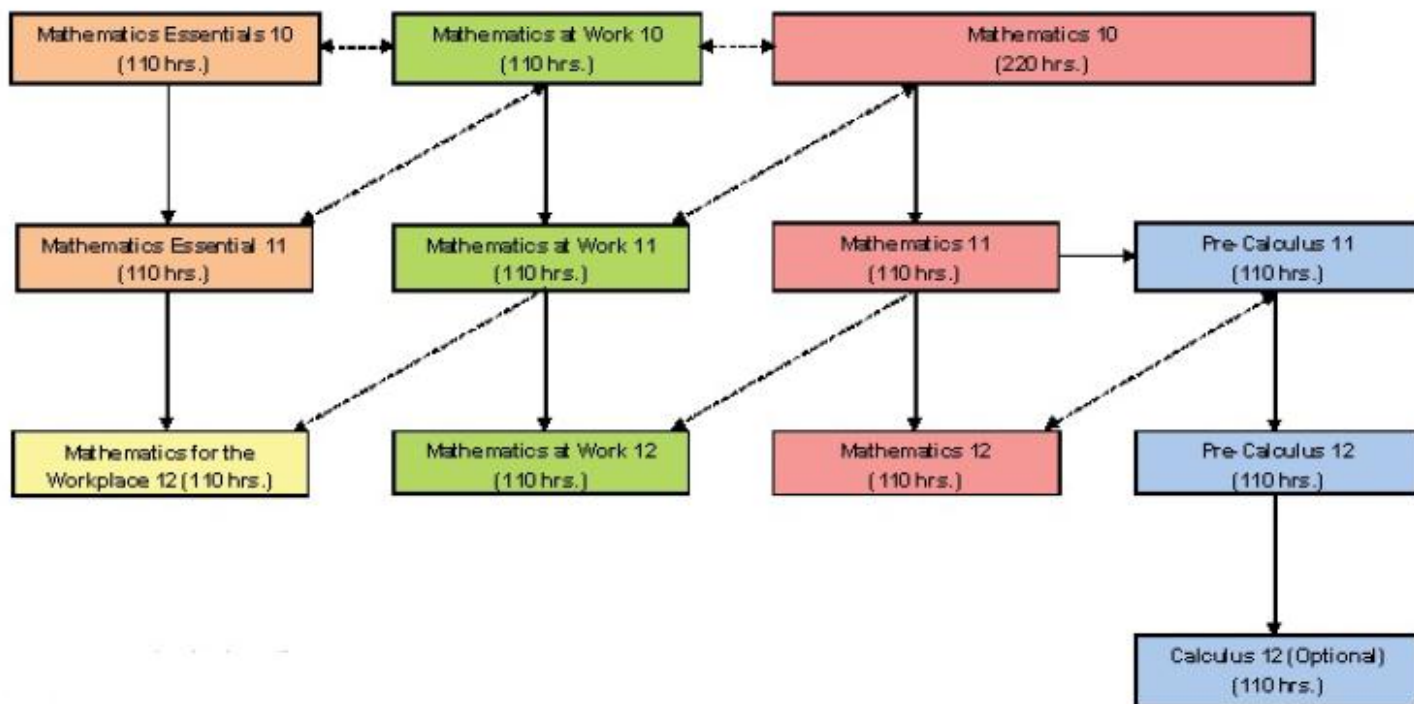 Mathematics Essentials 10
(110 hrs.)
Mathematics at Work 10
(110 hrs.)
Mathematics 10
(220 hrs.)
Mathematics Essential 11
(110 hrs.)
Mathematics at Work 11
(110 hrs.)
Mathematics 11
(110 hrs.)
Pre-Calculus 11
(110 hrs.)
Mathematics for the
Workplace 12 (110 hrs.)
Mathematics at Work 12
(110 hrs.)
Mathematics 12
(110 hrs.)
Pre-Calculus 12
(110 hrs.)
Calculus 12 (Optional)
(110 hrs.)